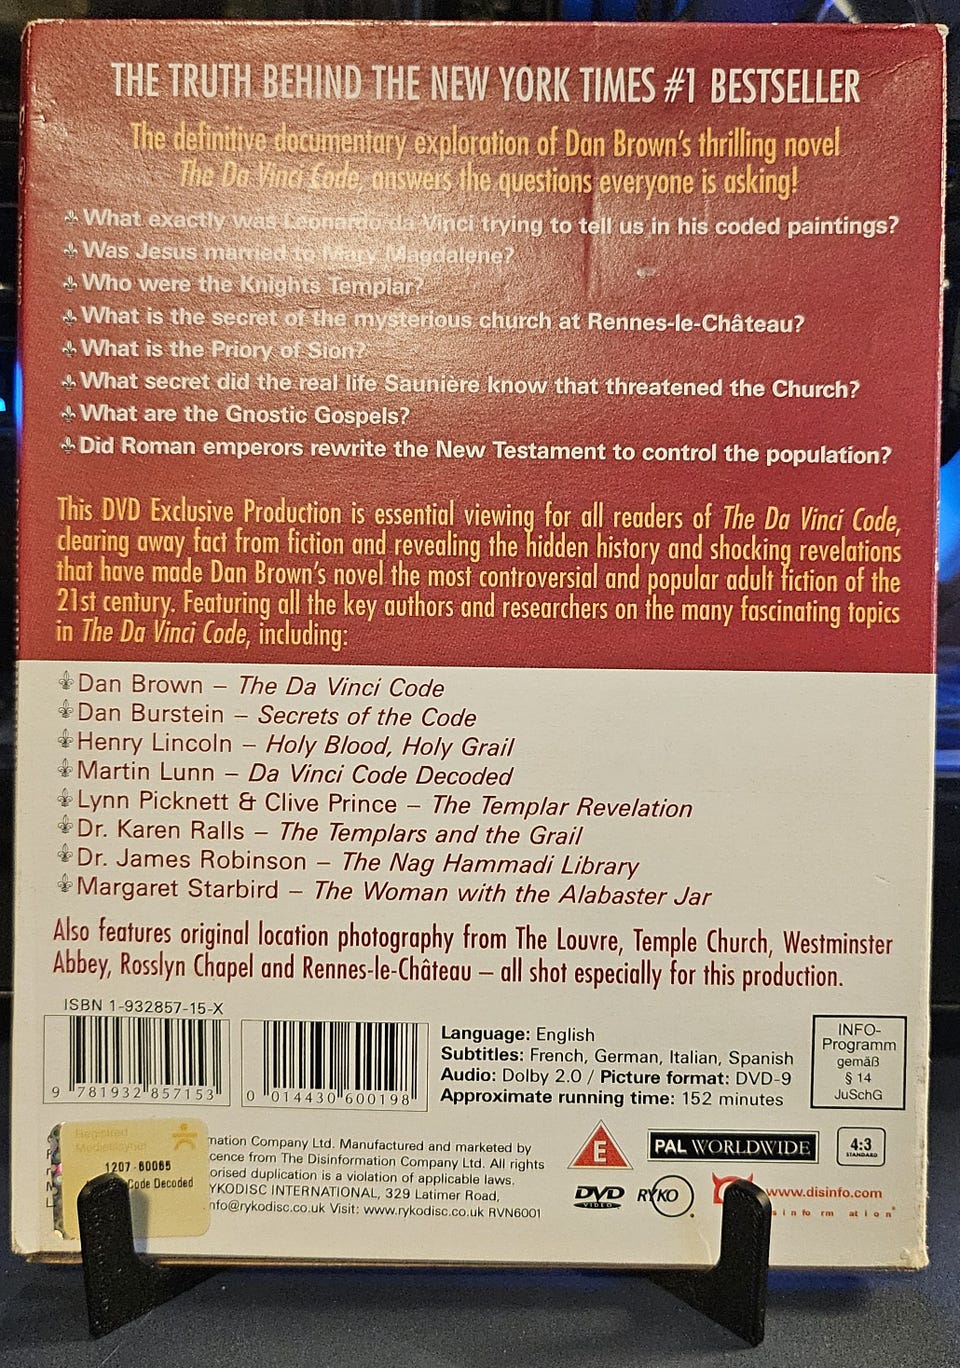 THE TRUTH BEHIND THE NEW YORK TIMES #1 BESTSELLER
The definitive documentary exploration of Dan Brown's thrilling novel
The Da Vinci Code, answers the questions everyone is asking!
What exactly was Leonardo da Vinci trying to tell us in his coded paintings?
Was Jesus married to Mary Magdalene?
Who were the Knights Templar?
What is the secret of the mysterious church at Rennes-le-Château?
What is the Priory of Sion?
What secret did the real life Saunière know that threatened the Church?
What are the Gnostic Gospels?
Did Roman emperors rewrite the New Testament to control the population?
This DVD Exclusive Production is essential viewing for all readers of The Da Vinci Code,
clearing away fact from fiction and revealing the hidden history and shocking revelations
that have made Dan Brown's novel the most controversial and popular adult fiction of the
21st century. Featuring all the key authors and researchers on the many fascinating topics
in The Da Vinci Code, including:
Dan Brown – The Da Vinci Code
Dan Burstein – Secrets of the Code
Henry Lincoln – Holy Blood, Holy Grail
Martin Lunn – Da Vinci Code Decoded
Lynn Picknett & Clive Prince – The Templar Revelation
Dr. Karen Ralls – The Templars and the Grail
Dr. James Robinson – The Nag Hammadi Library
Margaret Starbird – The Woman with the Alabaster Jar
Also features original location photography from The Louvre, Temple Church, Westminster
Abbey, Rosslyn Chapel and Rennes-le-Château – all shot especially for this production.
ISBN 1-932857-15-X
9 781932 857153
0 014430 600198
Language: English
Subtitles: French, German, Italian, Spanish
Audio: Dolby 2.0 / Picture format: DVD-9
Approximate running time: 152 minutes
INFO-
Programm
gemäß
§ 14
JuSchG
Registred
1207-60065
Code Decoded
mation Company Ltd. Manufactured and marketed by
cence from The Disinformation Company Ltd. All rights
orised duplication is a violation of applicable laws.
YKODISC INTERNATIONAL, 329 Latimer Road,
nfo@rykodisc.co.uk Visit: www.rykodisc.co.uk RVN6001
E
PAL WORLDWIDE
4:3
STANDARD
DVD
VIDEO
RYKO
www.disinfo.com
sinformation